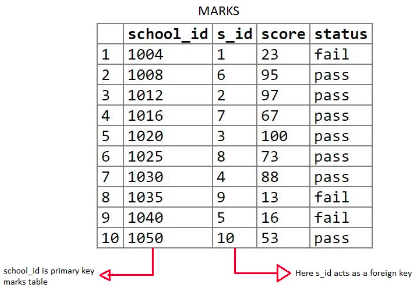 MARKS
school_id s_id score status
1 1004 1 23 fail
2 1008 6 95 pass
3 1012 2 97 pass
4 1016 7 67 pass
5 1020 3 100 pass
6 1025 8 73 pass
7 1030 4 88 pass
8 1035 9 13 fail
9 1040 5 16 fail
10 1050 10 53 pass
school_id is primary key
marks table
Here s_id acts as a foreign key